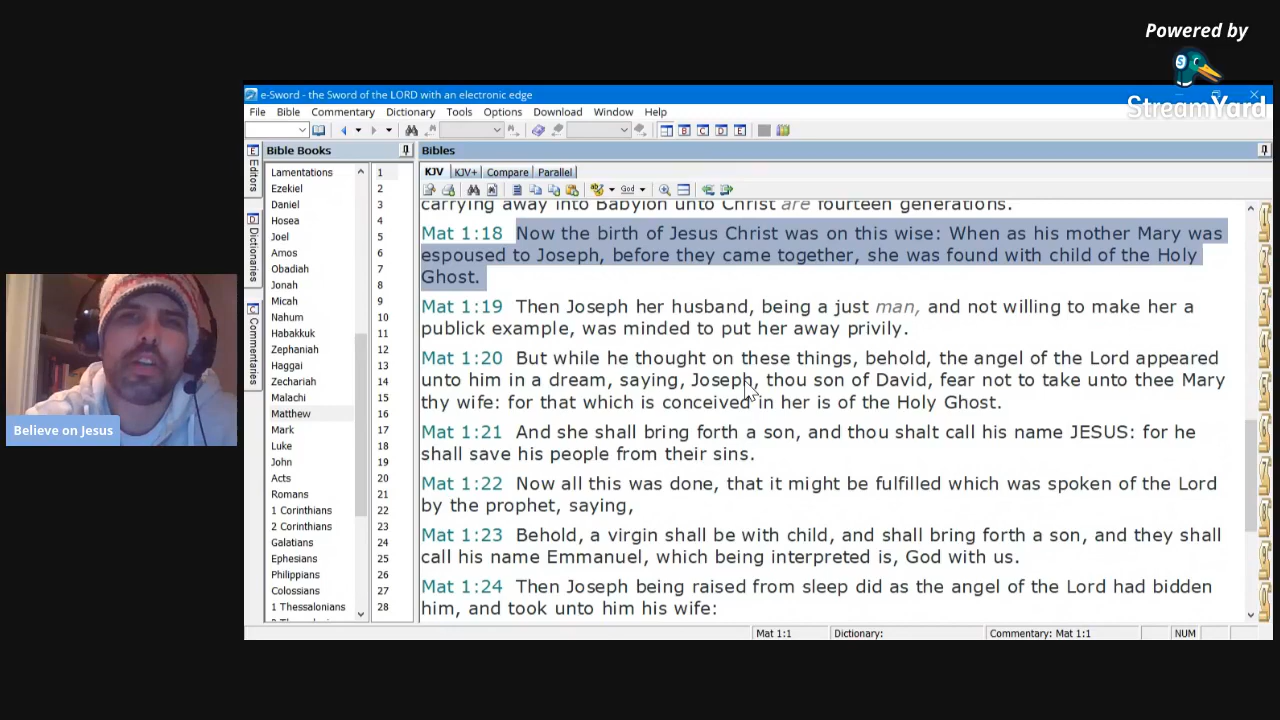 Powered by
StreamYard
e-Sword - the Sword of the LORD with an electronic edge
File Bible Commentary Dictionary Tools Options Download Window Help
Bible Books
Bibles
Editors
Dictionaries
Commentaries
KJV KJV+ Compare Parallel
God
Lamentations 1
Ezekiel 2
Daniel 3
Hosea 4
Joel 5
Amos 6
Obadiah 7
Jonah 8
Micah 9
Nahum 10
Habakkuk 11
Zephaniah 12
Haggai 13
Zechariah 14
Malachi 15
Matthew 16
Mark 17
Luke 18
John 19
Acts 20
Romans 21
1 Corinthians 22
2 Corinthians 23
Galatians 24
Ephesians 25
Philippians 26
Colossians 27
1 Thessalonians 28
carrying away into Babylon unto Christ are fourteen generations.
Mat 1:18 Now the birth of Jesus Christ was on this wise: When as his mother Mary was
espoused to Joseph, before they came together, she was found with child of the Holy
Ghost.
Mat 1:19 Then Joseph her husband, being a just man, and not willing to make her a
publick example, was minded to put her away privily.
Mat 1:20 But while he thought on these things, behold, the angel of the Lord appeared
unto him in a dream, saying, Joseph, thou son of David, fear not to take unto thee Mary
thy wife: for that which is conceived in her is of the Holy Ghost.
Mat 1:21 And she shall bring forth a son, and thou shalt call his name JESUS: for he
shall save his people from their sins.
Mat 1:22 Now all this was done, that it might be fulfilled which was spoken of the Lord
by the prophet, saying,
Mat 1:23 Behold, a virgin shall be with child, and shall bring forth a son, and they shall
call his name Emmanuel, which being interpreted is, God with us.
Mat 1:24 Then Joseph being raised from sleep did as the angel of the Lord had bidden
him, and took unto him his wife:
Believe on Jesus
Mat 1:1 Dictionary: Commentary: Mat 1:1 NUM